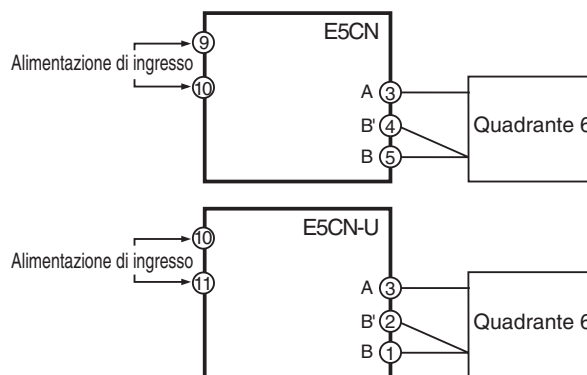 E5CN
9
Alimentazione di ingresso
10
A 3
B' 4
B 5
Quadrante 6
E5CN-U
10
Alimentazione di ingresso
11
A 3
B' 2
B 1
Quadrante 6